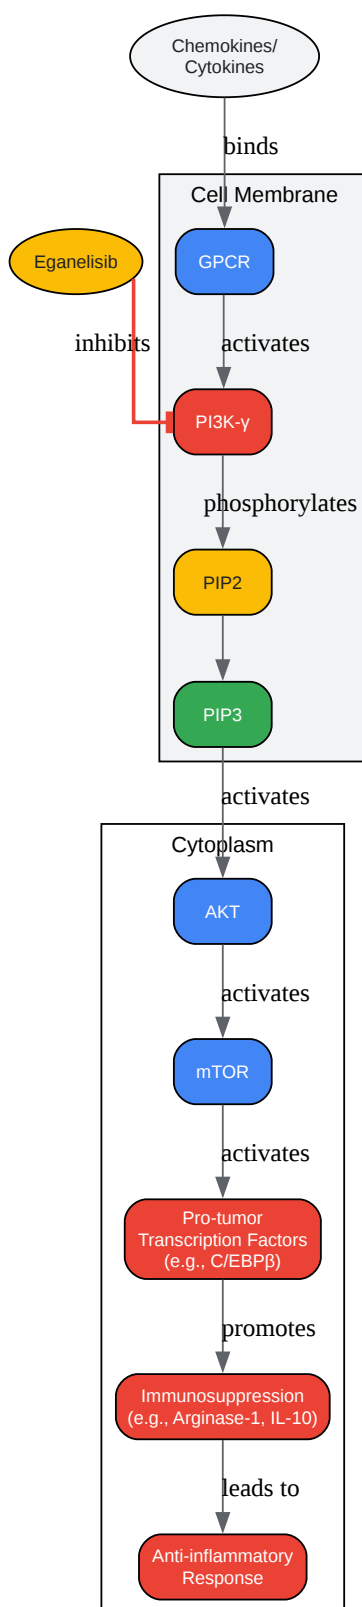 Chemokines/
Cytokines
binds
Cell Membrane
Eganelisib
GPCR
inhibits
activates
PI3K-γ
phosphorylates
PIP2
PIP3
activates
Cytoplasm
AKT
activates
mTOR
activates
Pro-tumor
Transcription Factors
(e.g., C/EBPβ)
promotes
Immunosuppression
(e.g., Arginase-1, IL-10)
leads to
Anti-inflammatory
Response